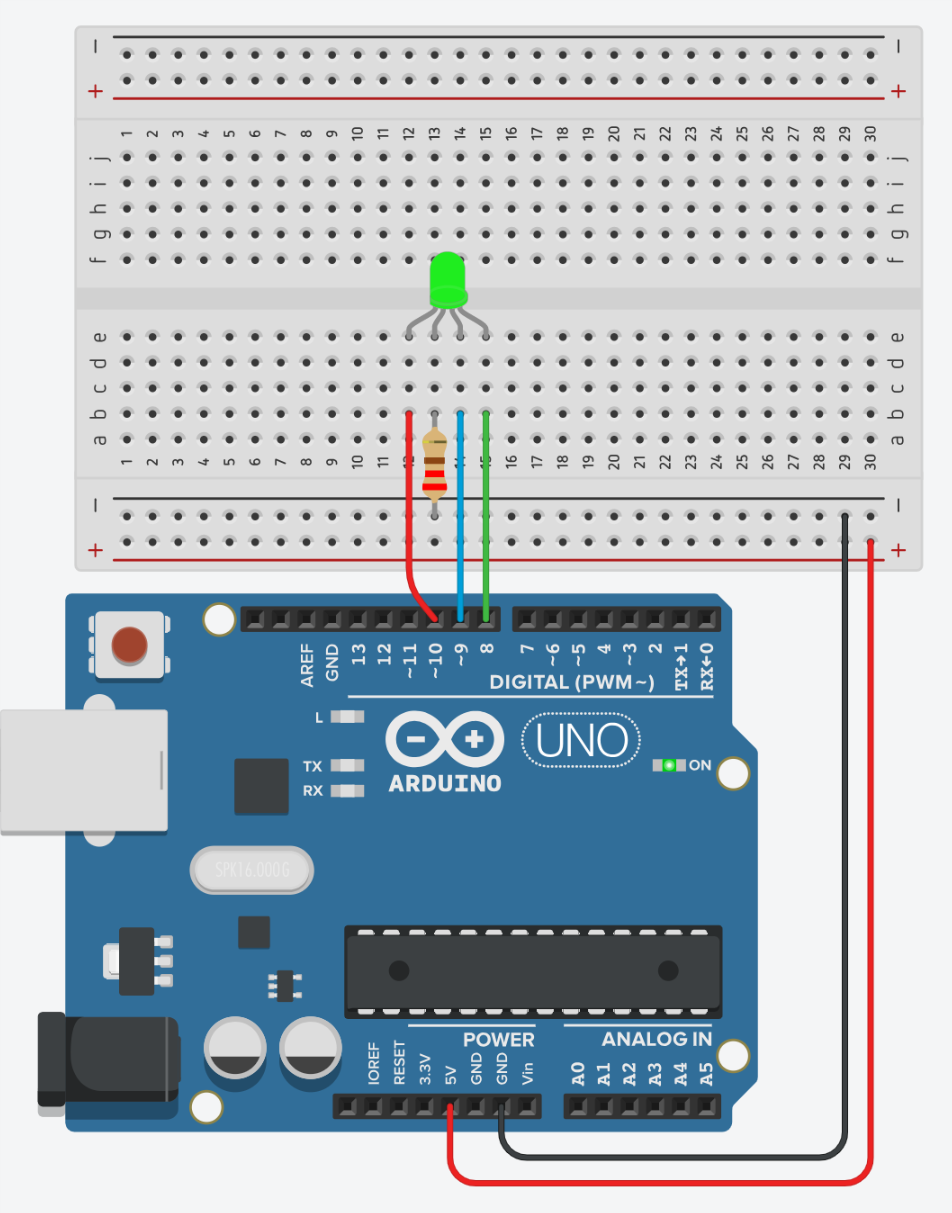 − −
+ +
1 2 3 4 5 6 7 8 9 10 11 12 13 14 15 16 17 18 19 20 21 22 23 24 25 26 27 28 29 30
j j
i i
h h
g g
f f
e e
d d
c c
b b
a a
1 2 3 4 5 6 7 8 9 10 11 12 14 15 16 17 18 19 20 21 22 23 24 25 26 27 28 29 30
− −
+ +
AREF GND 13 12 ~11 ~10 ~9 8 7 ~6 ~5 4 ~3 2 TX→1 RX←0
DIGITAL (PWM~)
L
UNO
TX
ON
RX
ARDUINO
SPK16.000G
POWER
ANALOG IN
IOREF RESET 3.3V 5V GND GND Vin A0 A1 A2 A3 A4 A5